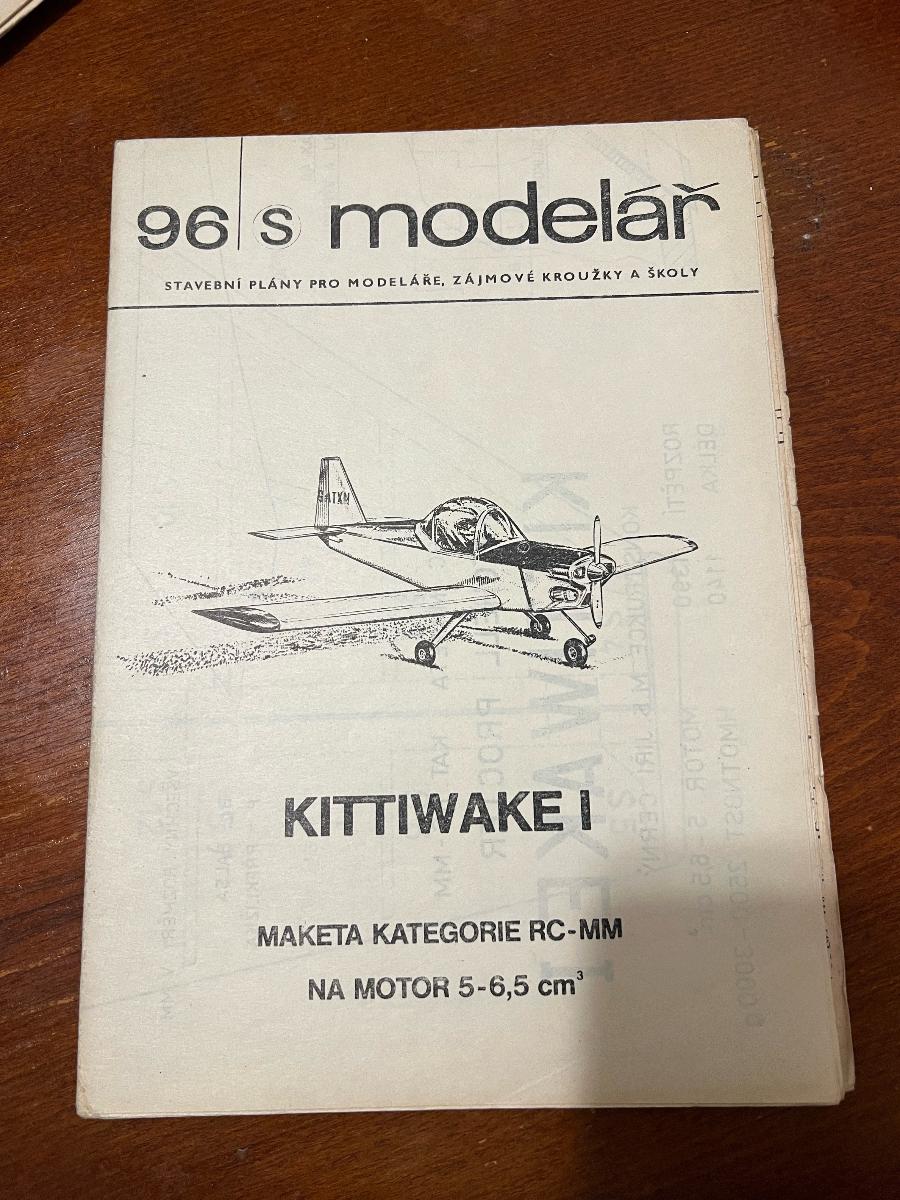 96 s modelář
STAVEBNÍ PLÁNY PRO MODELÁŘE, ZÁJMOVÉ KROUŽKY A ŠKOLY
KITTIWAKE I
MAKETA KATEGORIE RC-MM
NA MOTOR 5-6,5 cm³